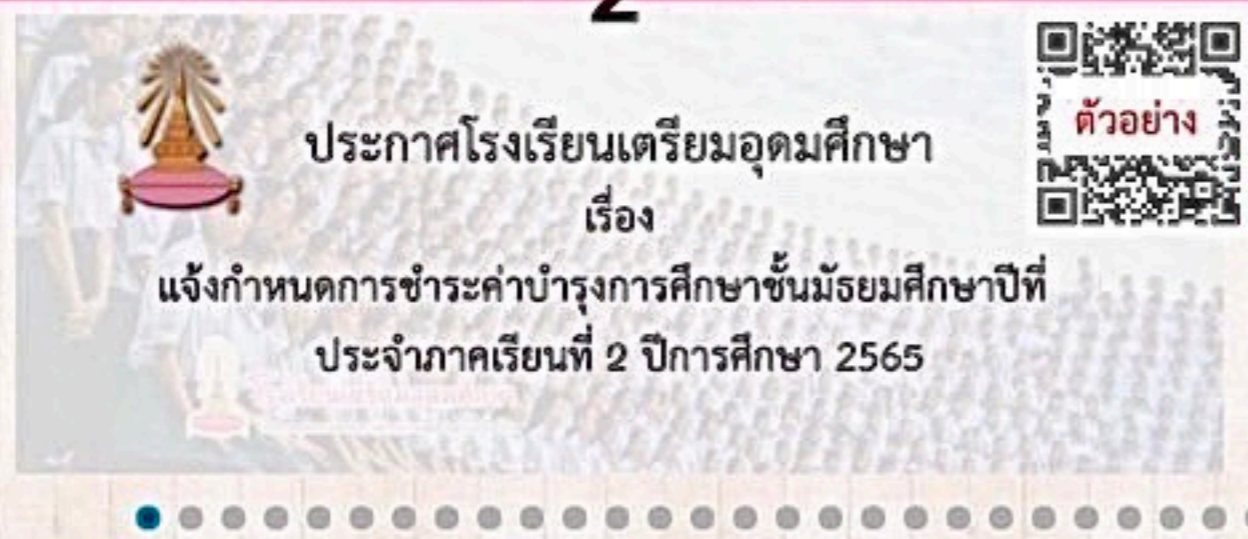 2
ประกาศโรงเรียนเตรียมอุดมศึกษา
ตัวอย่าง
เรื่อง
แจ้งกำหนดการชำระค่าบำรุงการศึกษาชั้นมัธยมศึกษาปีที่
ประจำภาคเรียนที่ 2 ปีการศึกษา 2565